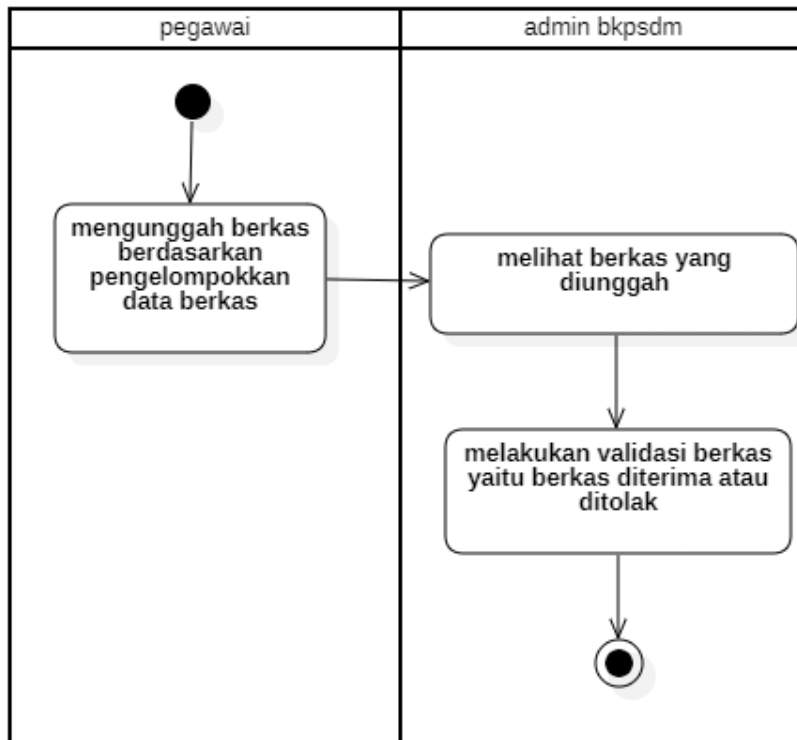 pegawai
admin bkpsdm
mengunggah berkas
berdasarkan
pengelompokkan
data berkas
melihat berkas yang
diunggah
melakukan validasi berkas
yaitu berkas diterima atau
ditolak